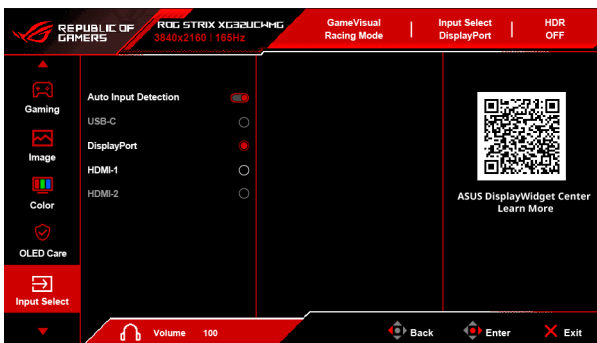 REPUBLIC OF
GAMERS
ROG STRIX XG32UCWMG
3840x2160 | 165Hz
GameVisual
Racing Mode
Input Select
DisplayPort
HDR
OFF
Gaming
Image
Color
OLED Care
Input Select
Auto Input Detection
USB-C
DisplayPort
HDMI-1
HDMI-2
ASUS DisplayWidget Center
Learn More
Volume 100
Back
Enter
Exit